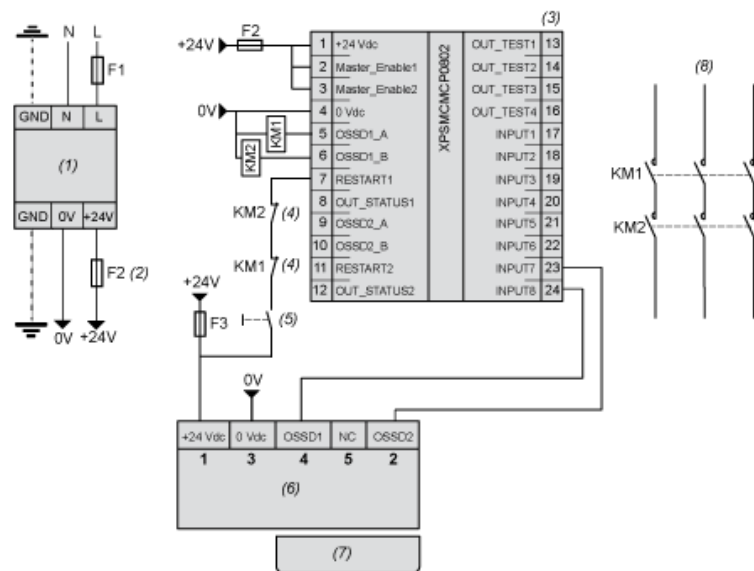 N L
F1
GND N L
(1)
GND 0V +24V
F2 (2)
0V +24V
(3)
+24V F2
0V
KM1
KM2
XPSMCMCP0802
1 +24 Vdc OUT_TEST1 13
2 Master_Enable1 OUT_TEST2 14
3 Master_Enable2 OUT_TEST3 15
4 0 Vdc OUT_TEST4 16
5 OSSD1_A INPUT1 17
6 OSSD1_B INPUT2 18
7 RESTART1 INPUT3 19
8 OUT_STATUS1 INPUT4 20
9 OSSD2_A INPUT5 21
10 OSSD2_B INPUT6 22
11 RESTART2 INPUT7 23
12 OUT_STATUS2 INPUT8 24
KM2 (4)
KM1 (4)
+24V
F3 (5)
0V
+24 Vdc 0 Vdc OSSD1 NC OSSD2
1 3 4 5 2
(6)
(7)
(8)
KM1
KM2